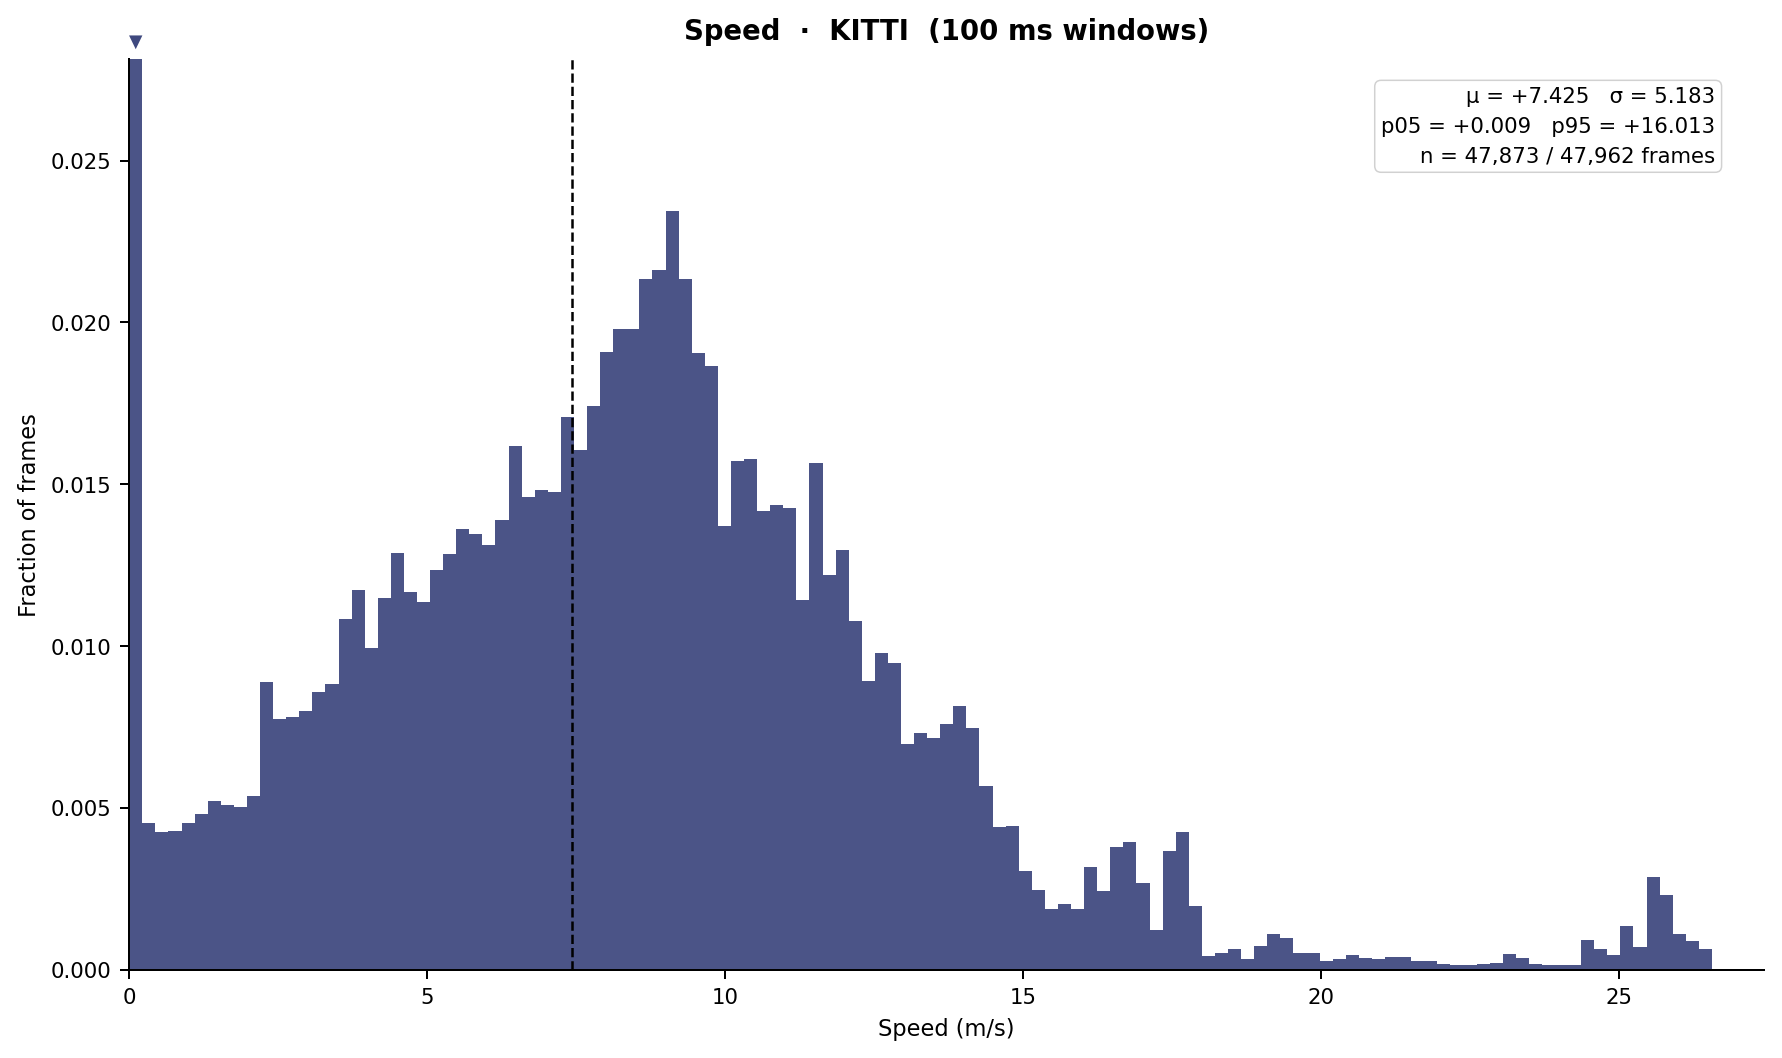 Speed · KITTI (100 ms windows)
μ = +7.425 σ = 5.183
p05 = +0.009 p95 = +16.013
n = 47,873 / 47,962 frames
Fraction of frames
0.025
0.020
0.015
0.010
0.005
0.000
0 5 10 15 20 25
Speed (m/s)